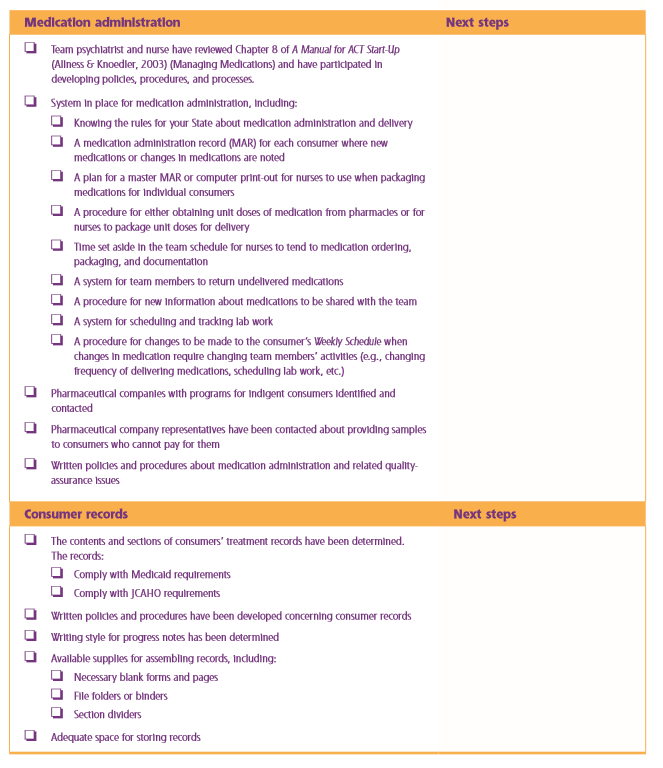 Medication administration Next steps
❏ Team psychiatrist and nurse have reviewed Chapter 8 of A Manual for ACT Start-Up
(Allness & Knoedler, 2003) (Managing Medications) and have participated in
developing policies, procedures, and processes.
❏ System in place for medication administration, including:
❏ Knowing the rules for your State about medication administration and delivery
❏ A medication administration record (MAR) for each consumer where new
medications or changes in medications are noted
❏ A plan for a master MAR or computer print-out for nurses to use when packaging
medications for individual consumers
❏ A procedure for either obtaining unit doses of medication from pharmacies or for
nurses to package unit doses for delivery
❏ Time set aside in the team schedule for nurses to tend to medication ordering,
packaging, and documentation
❏ A system for team members to return undelivered medications
❏ A procedure for new information about medications to be shared with the team
❏ A system for scheduling and tracking lab work
❏ A procedure for changes to be made to the consumer's Weekly Schedule when
changes in medication require changing team members' activities (e.g., changing
frequency of delivering medications, scheduling lab work, etc.)
❏ Pharmaceutical companies with programs for indigent consumers identified and
contacted
❏ Pharmaceutical company representatives have been contacted about providing samples
to consumers who cannot pay for them
❏ Written policies and procedures about medication administration and related quality-
assurance issues
Consumer records Next steps
❏ The contents and sections of consumers' treatment records have been determined.
The records:
❏ Comply with Medicaid requirements
❏ Comply with JCAHO requirements
❏ Written policies and procedures have been developed concerning consumer records
❏ Writing style for progress notes has been determined
❏ Available supplies for assembling records, including:
❏ Necessary blank forms and pages
❏ File folders or binders
❏ Section dividers
❏ Adequate space for storing records